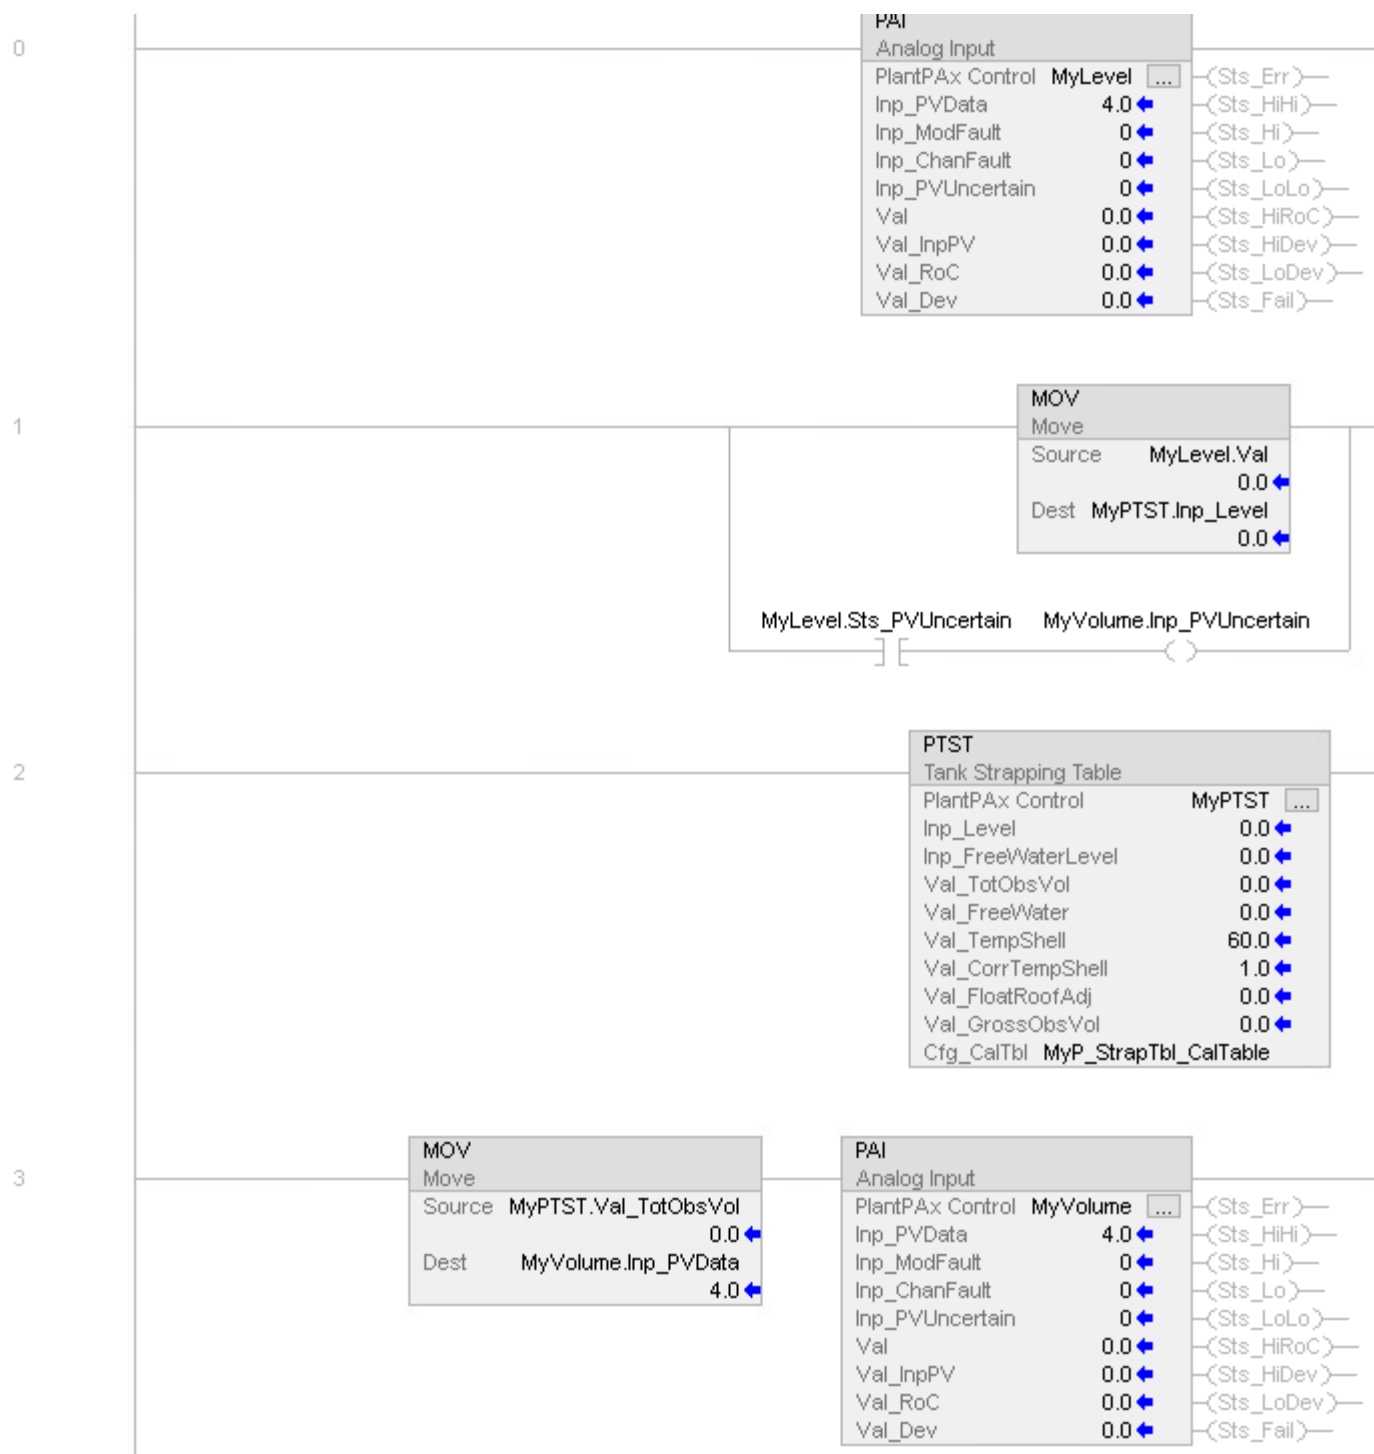 0
PAI
Analog Input
PlantPAx Control MyLevel ... (Sts_Err)
Inp_PVData 4.0 (Sts_HiHi)
Inp_ModFault 0 (Sts_Hi)
Inp_ChanFault 0 (Sts_Lo)
Inp_PVUncertain 0 (Sts_LoLo)
Val 0.0 (Sts_HiRoC)
Val_InpPV 0.0 (Sts_HiDev)
Val_RoC 0.0 (Sts_LoDev)
Val_Dev 0.0 (Sts_Fail)
1
MOV
Move
Source MyLevel.Val
0.0
Dest MyPTST.Inp_Level
0.0
MyLevel.Sts_PVUncertain MyVolume.Inp_PVUncertain
2
PTST
Tank Strapping Table
PlantPAx Control MyPTST ...
Inp_Level 0.0
Inp_FreeWaterLevel 0.0
Val_TotObsVol 0.0
Val_FreeWater 0.0
Val_TempShell 60.0
Val_CorrTempShell 1.0
Val_FloatRoofAdj 0.0
Val_GrossObsVol 0.0
Cfg_CalTbl MyP_StrapTbl_CalTable
3
MOV
Move
Source MyPTST.Val_TotObsVol
0.0
Dest MyVolume.Inp_PVData
4.0
PAI
Analog Input
PlantPAx Control MyVolume ... (Sts_Err)
Inp_PVData 4.0 (Sts_HiHi)
Inp_ModFault 0 (Sts_Hi)
Inp_ChanFault 0 (Sts_Lo)
Inp_PVUncertain 0 (Sts_LoLo)
Val 0.0 (Sts_HiRoC)
Val_InpPV 0.0 (Sts_HiDev)
Val_RoC 0.0 (Sts_LoDev)
Val_Dev 0.0 (Sts_Fail)